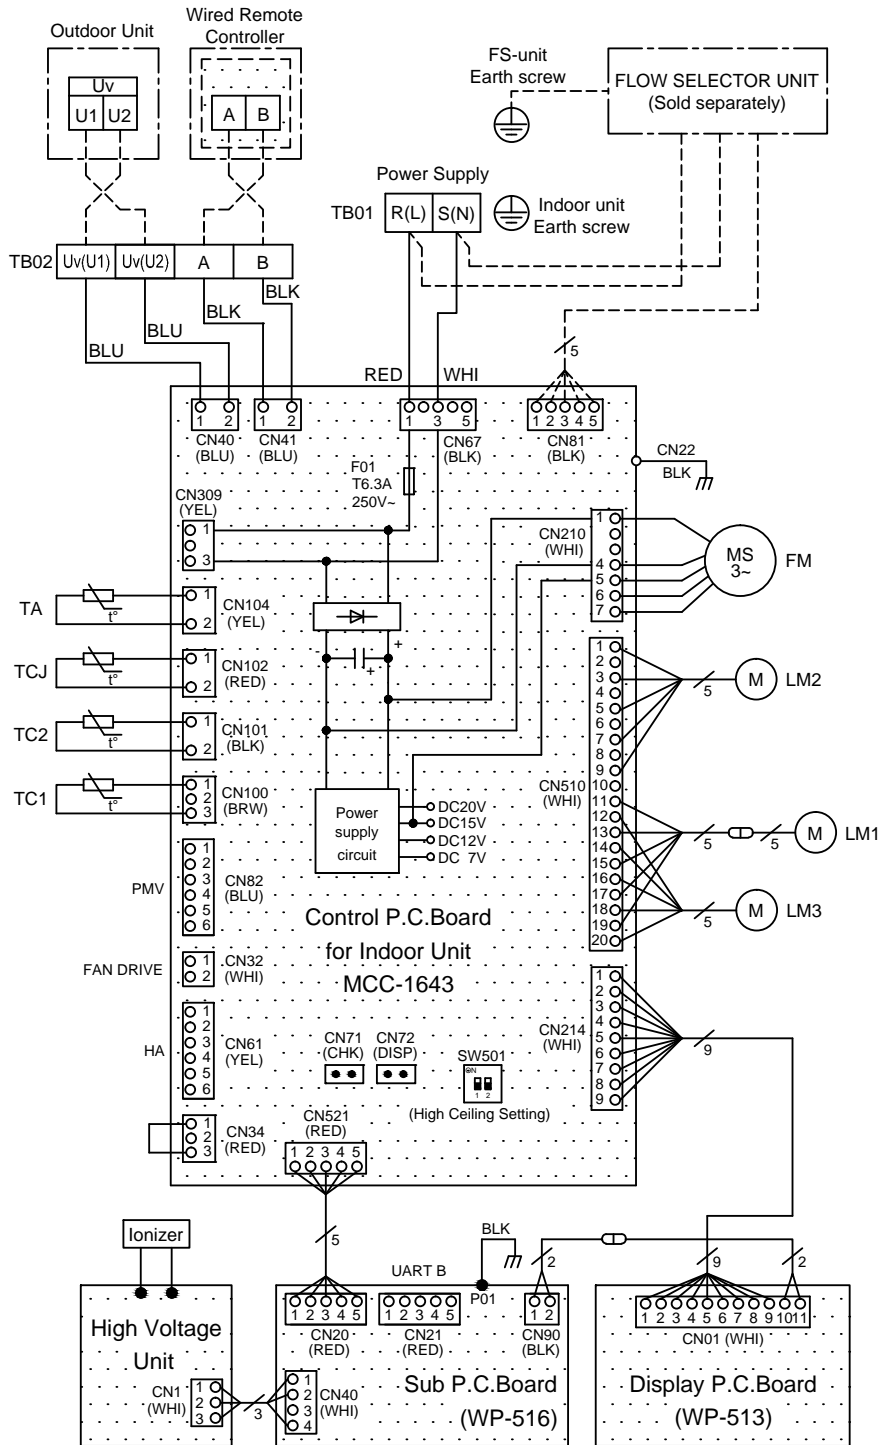 Outdoor Unit
Uv
U1 U2
Wired Remote
Controller
A B
FS-unit
Earth screw
FLOW SELECTOR UNIT
(Sold separately)
Power Supply
TB01 R(L) S(N)
Indoor unit
Earth screw
TB02 Uv(U1) Uv(U2) A B
BLU
BLU
BLK
BLK
RED WHI
5
1 2
CN40
(BLU)
1 2
CN41
(BLU)
1 3 5
CN67
(BLK)
1 2 3 4 5
CN81
(BLK)
CN22
BLK
F01
T6.3A
250V~
CN309
(YEL)
1
3
CN210
(WHI)
1
4
5
6
7
MS
3~
FM
TA
t°
1
2
CN104
(YEL)
TCJ
t°
1
2
CN102
(RED)
TC2
t°
1
2
CN101
(BLK)
TC1
t°
1
2
3
CN100
(BRW)
-
+
+
Power
supply
circuit
DC20V
DC15V
DC12V
DC 7V
CN510
(WHI)
1
2
3
4
5
6
7
8
9
10
11
12
13
14
15
16
17
18
19
20
5
M
LM2
5
5
M
LM1
5
M
LM3
PMV
1
2
3
4
5
6
CN82
(BLU)
Control P.C.Board
for Indoor Unit
MCC-1643
FAN DRIVE
1
2
CN32
(WHI)
HA
1
2
3
4
5
6
CN61
(YEL)
CN71
(CHK)
CN72
(DISP)
SW501
ON
1 2
(High Ceiling Setting)
CN214
(WHI)
1
2
3
4
5
6
7
8
9
9
1
2
3
CN34
(RED)
CN521
(RED)
1 2 3 4 5
5
Ionizer
High Voltage
Unit
CN1
(WHI)
1
2
3
3
UART B
BLK
P01
1 2 3 4 5
CN20
(RED)
1 2 3 4 5
CN21
(RED)
2
1 2
CN90
(BLK)
1
2
3
4
CN40
(WHI)
Sub P.C.Board
(WP-516)
9
2
1 2 3 4 5 6 7 8 9 10 11
CN01 (WHI)
Display P.C.Board
(WP-513)